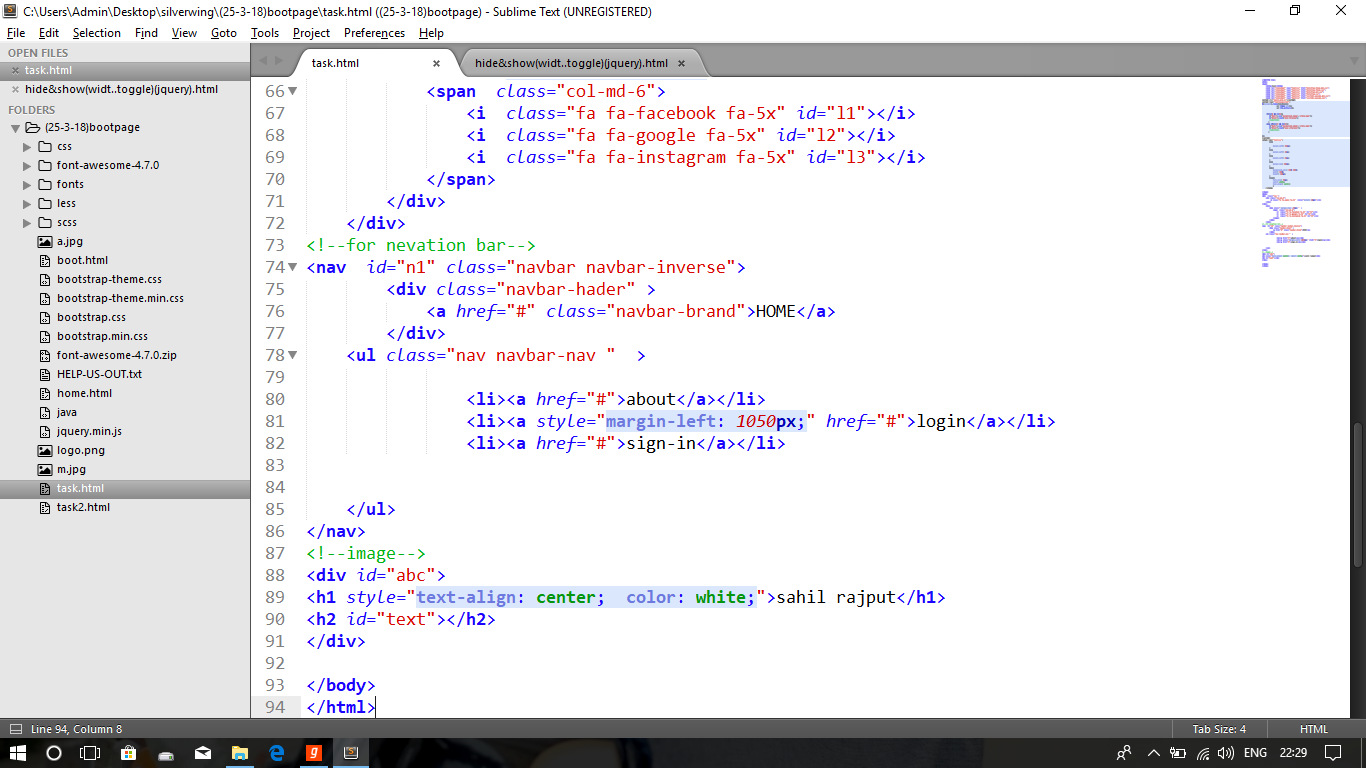 C:\Users\Admin\Desktop\silverwing\(25-3-18)bootpage\task.html ((25-3-18)bootpage) - Sublime Text (UNREGISTERED)
File Edit Selection Find View Goto Tools Project Preferences Help
OPEN FILES
task.html
hide&show(widt..toggle)(jquery).html
FOLDERS
(25-3-18)bootpage
css
font-awesome-4.7.0
fonts
less
scss
a.jpg
boot.html
bootstrap-theme.css
bootstrap-theme.min.css
bootstrap.css
bootstrap.min.css
font-awesome-4.7.0.zip
HELP-US-OUT.txt
home.html
java
jquery.min.js
logo.png
m.jpg
task.html
task2.html
task.html hide&show(widt..toggle)(jquery).html
66 <span  class="col-md-6">
67 <i  class="fa fa-facebook fa-5x" id="l1"></i>
68 <i  class="fa fa-google fa-5x" id="l2"></i>
69 <i  class="fa fa-instagram fa-5x" id="l3"></i>
70 </span>
71 </div>
72 </div>
73 <!--for nevation bar-->
74 <nav  id="n1" class="navbar navbar-inverse">
75 <div class="navbar-hader" >
76 <a href="#" class="navbar-brand">HOME</a>
77 </div>
78 <ul class="nav navbar-nav "  >
79
80 <li><a href="#">about</a></li>
81 <li><a style="margin-left: 1050px;" href="#">login</a></li>
82 <li><a href="#">sign-in</a></li>
83
84
85 </ul>
86 </nav>
87 <!--image-->
88 <div id="abc">
89 <h1 style="text-align: center;  color: white;">sahil rajput</h1>
90 <h2 id="text"></h2>
91 </div>
92
93 </body>
94 </html>
Line 94, Column 8 Tab Size: 4 HTML
ENG 22:29